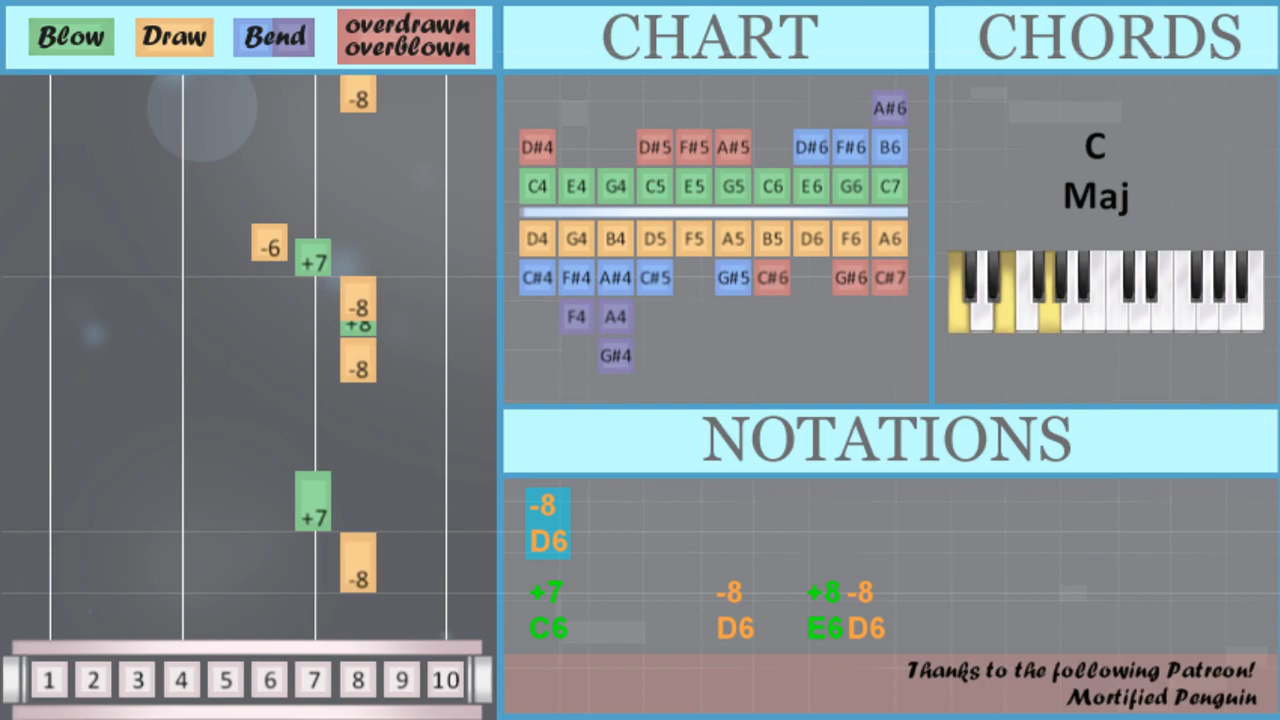 Blow Draw Bend overdrawn
overblown
CHART
CHORDS
-8
-6
+7
-8
+8
-8
+7
-8
1 2 3 4 5 6 7 8 9 10
A#6
D#4 D#5 F#5 A#5 D#6 F#6 B6
C4 E4 G4 C5 E5 G5 C6 E6 G6 C7
D4 G4 B4 D5 F5 A5 B5 D6 F6 A6
C#4 F#4 A#4 C#5 G#5 C#6 G#6 C#7
F4 A4
G#4
C
Maj
NOTATIONS
-8
D6
+7 -8 +8 -8
C6 D6 E6 D6
Thanks to the following Patreon!
Mortified Penguin